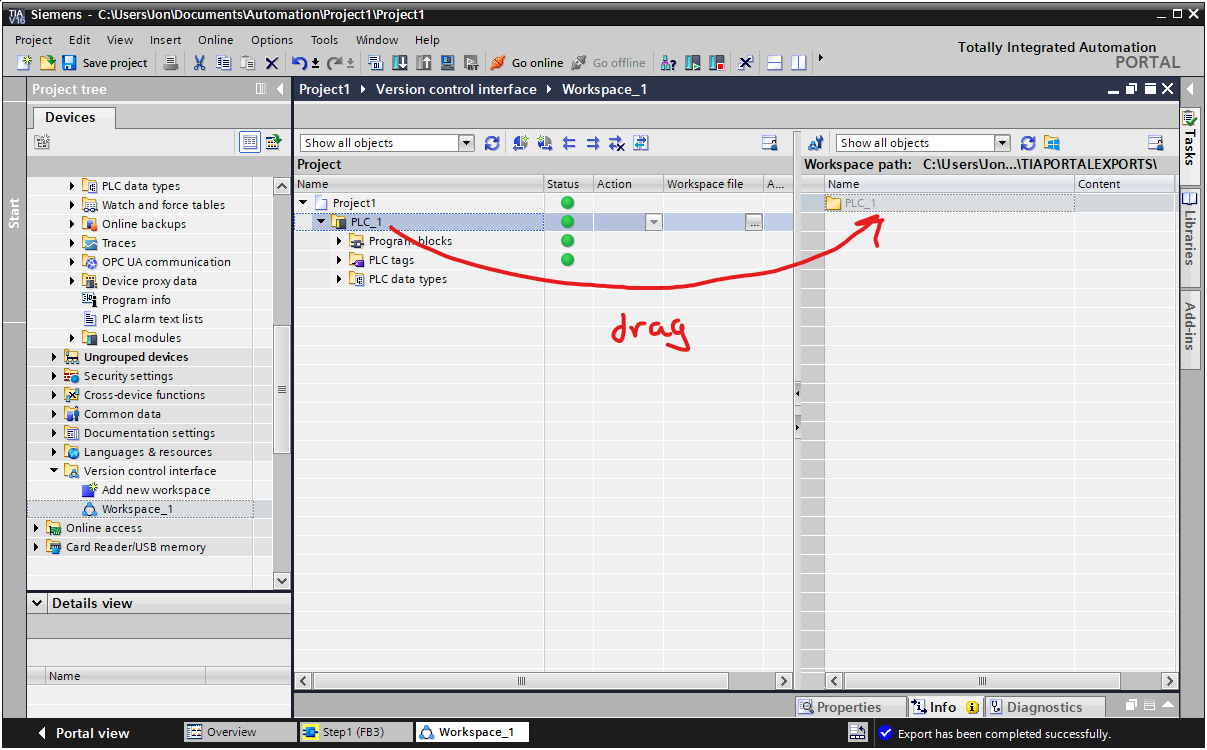 TIA V16 Siemens - C:\Users\Jon\Documents\Automation\Project1\Project1
Project Edit View Insert Online Options Tools Window Help
Totally Integrated Automation
PORTAL
Save project Go online Go offline
Project tree
Project1 Version control interface Workspace_1
Devices
Start
PLC data types
Watch and force tables
Online backups
Traces
OPC UA communication
Device proxy data
Program info
PLC alarm text lists
Local modules
Ungrouped devices
Security settings
Cross-device functions
Common data
Documentation settings
Languages & resources
Version control interface
Add new workspace
Workspace_1
Online access
Card Reader/USB memory
Details view
Name
Show all objects
Project
Name Status Action Workspace file A...
Project1
PLC_1
...
Program blocks
PLC tags
PLC data types
drag
Show all objects
Workspace path: C:\Users\Jon...\TIAPORTALEXPORTS\
Name Content
PLC_1
Tasks
Libraries
Add-ins
Properties Info Diagnostics
Portal view Overview Step1 (FB3) Workspace_1 Export has been completed successfully.